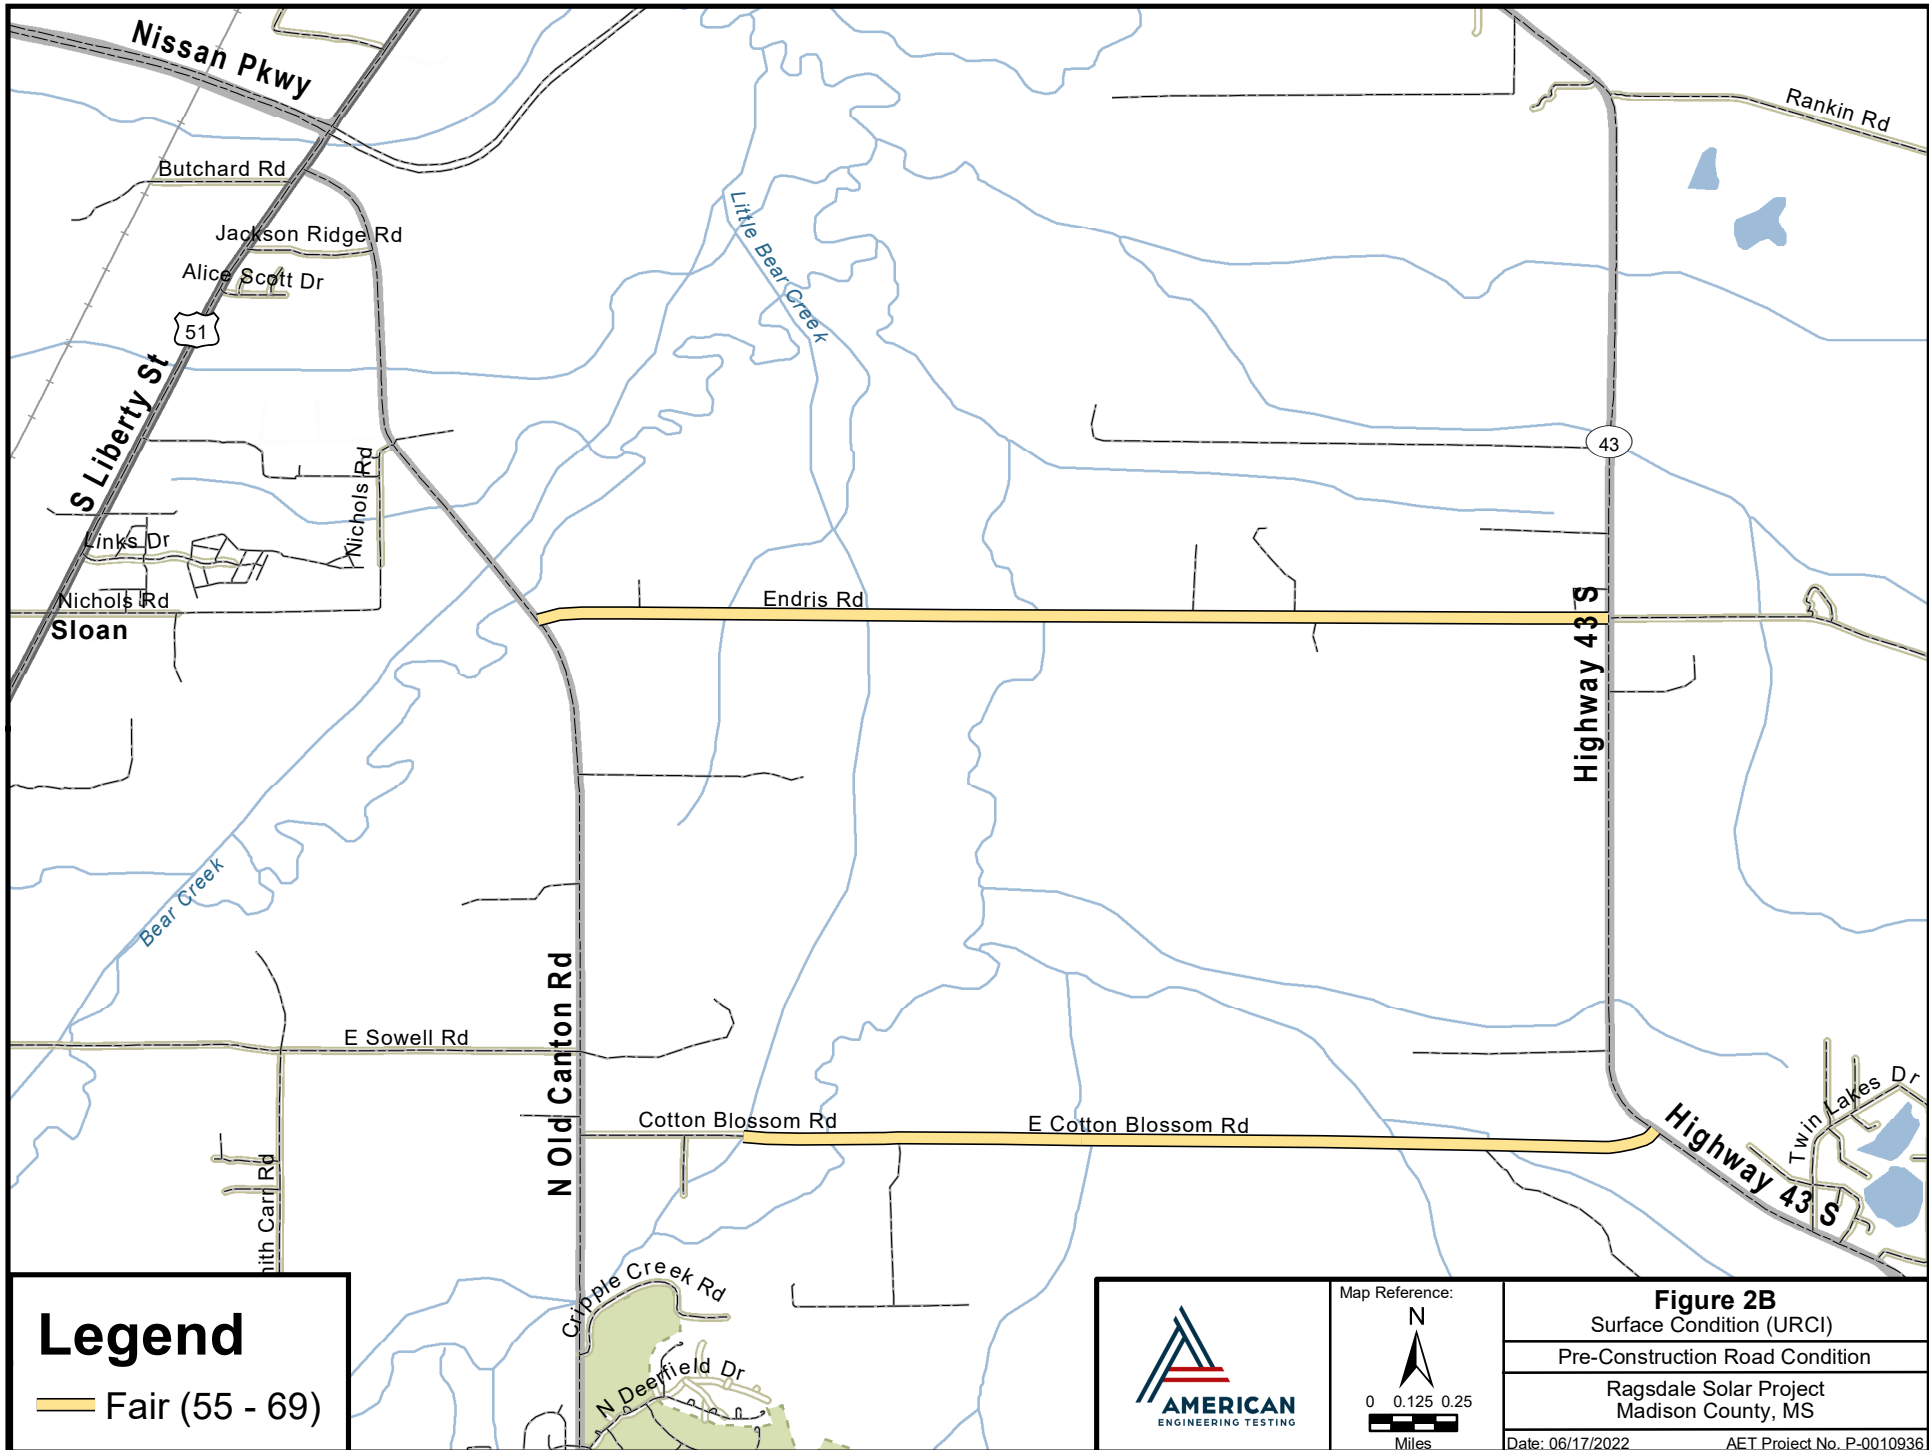 Nissan Pkwy
Rankin Rd
Butchard Rd
Jackson Ridge Rd
Alice Scott Dr
Little Bear Creek
51
S Liberty St
43
Nichols Rd
Links Dr
Nichols Rd
Sloan
Endris Rd
Highway 43 S
Bear Creek
N Old Canton Rd
E Sowell Rd
Cotton Blossom Rd
E Cotton Blossom Rd
Twin Lakes Dr
Highway 43 S
nith Carr Rd
Cripple Creek Rd
N Deerfield Dr
Legend
Fair (55 - 69)
AMERICAN
ENGINEERING TESTING
Map Reference:
N
0 0.125 0.25
Miles
Figure 2B
Surface Condition (URCI)
Pre-Construction Road Condition
Ragsdale Solar Project
Madison County, MS
Date: 06/17/2022 AET Project No. P-0010936